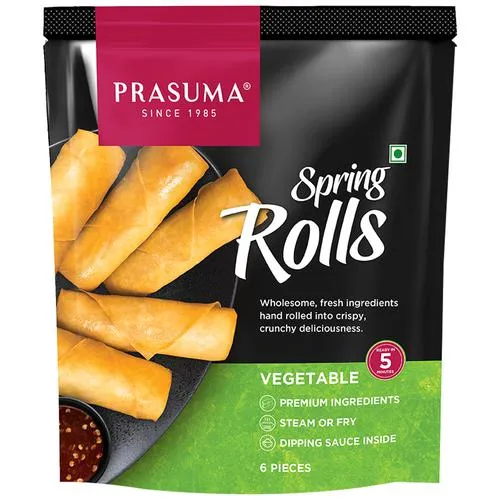 PRASUMA®
SINCE 1985
Spring
Rolls
Wholesome, fresh ingredients
hand rolled into crispy,
crunchy deliciousness.
READY IN
5
MINUTES
VEGETABLE
PREMIUM INGREDIENTS
STEAM OR FRY
DIPPING SAUCE INSIDE
6 PIECES